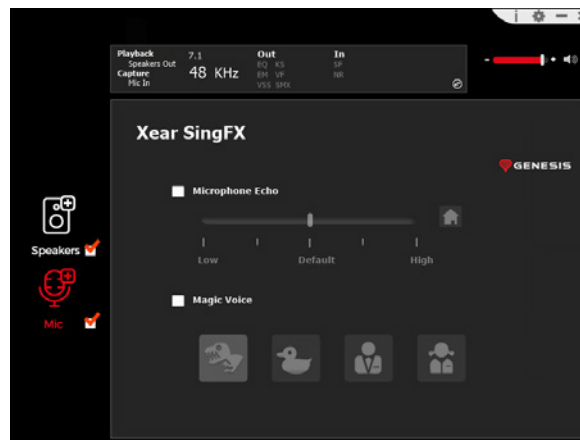 i
Playback 7.1 Out In
Speakers Out EQ KS SF
Capture 48 KHz EM VF NR
Mic In VSS SMX
- +
Xear SingFX
GENESIS
Microphone Echo
Low Default High
Speakers
Magic Voice
Mic